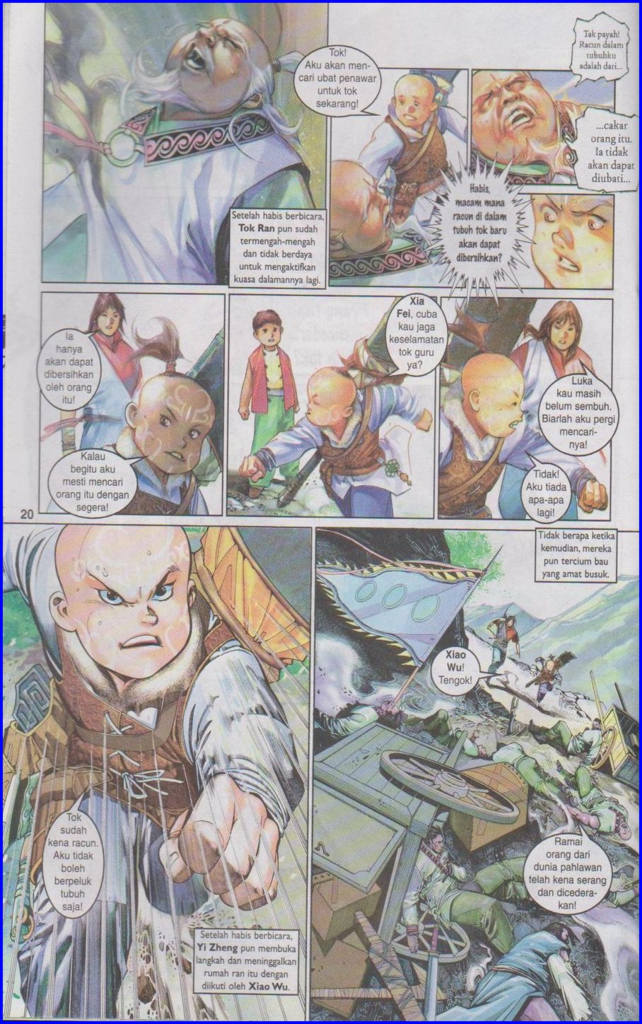 Tok!
Aku akan men-
cari ubat penawar
untuk tok
sekarang!
Tak payah!
Racun dalam
tubuhku
adalah dari...
...cakar
orang itu.
Ia tidak
akan dapat
diubati...
Setelah habis berbicara,
Tok Ran pun sudah
termengah-mengah
dan tidak berdaya
untuk mengaktifkan
kuasa dalamannya lagi.
Habis,
macam mana
racun di dalam
tubuh tok baru
akan dapat
dibersihkan?
Ia
hanya
akan dapat
dibersihkan
oleh orang
itu!
Kalau
begitu aku
mesti mencari
orang itu dengan
segera!
Xia
Fei, cuba
kau jaga
keselamatan
tok guru
ya?
Luka
kau masih
belum sembuh.
Biarlah aku pergi
mencari-
nya!
Tidak!
Aku tiada
apa-apa
lagi!
20
Tok
sudah
kena racun.
Aku tidak
boleh
berpeluk
tubuh
saja!
Setelah habis berbicara,
Yi Zheng pun membuka
langkah dan meninggalkan
rumah ran itu dengan
diikuti oleh Xiao Wu.
Tidak berapa ketika
kemudian, mereka
pun tercium bau
yang amat busuk.
Xiao
Wu!
Tengok!
Ramai
orang dari
dunia pahlawan
telah kena serang
dan dicedera-
kan!